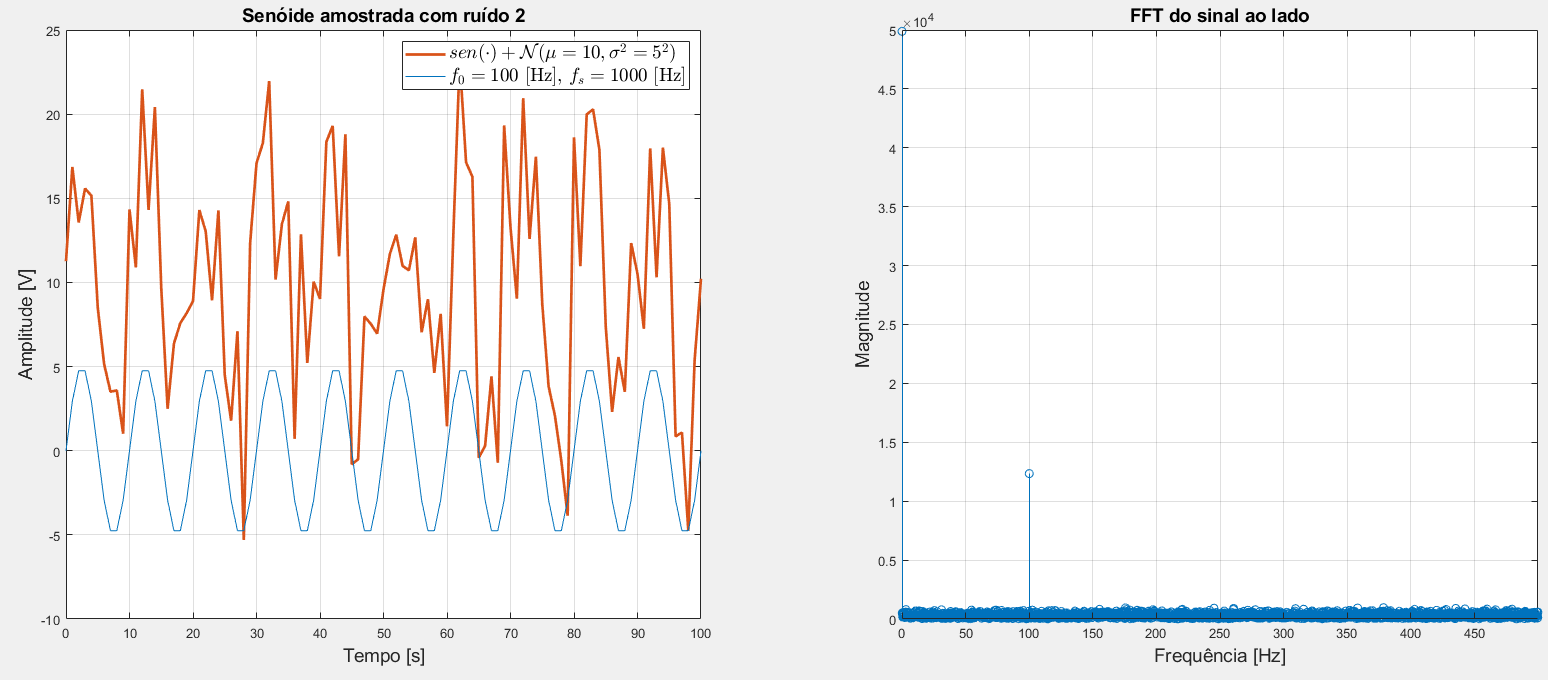 Senóide amostrada com ruído 2
25
20
15
10
5
0
-5
-10
Amplitude [V]
sen(·) + 𝒩(μ = 10, σ² = 5²)
f₀ = 100 [Hz], fₛ = 1000 [Hz]
0 10 20 30 40 50 60 70 80 90 100
Tempo [s]
FFT do sinal ao lado
×10⁴
5
4.5
4
3.5
3
2.5
2
1.5
1
0.5
0
Magnitude
0 50 100 150 200 250 300 350 400 450
Frequência [Hz]